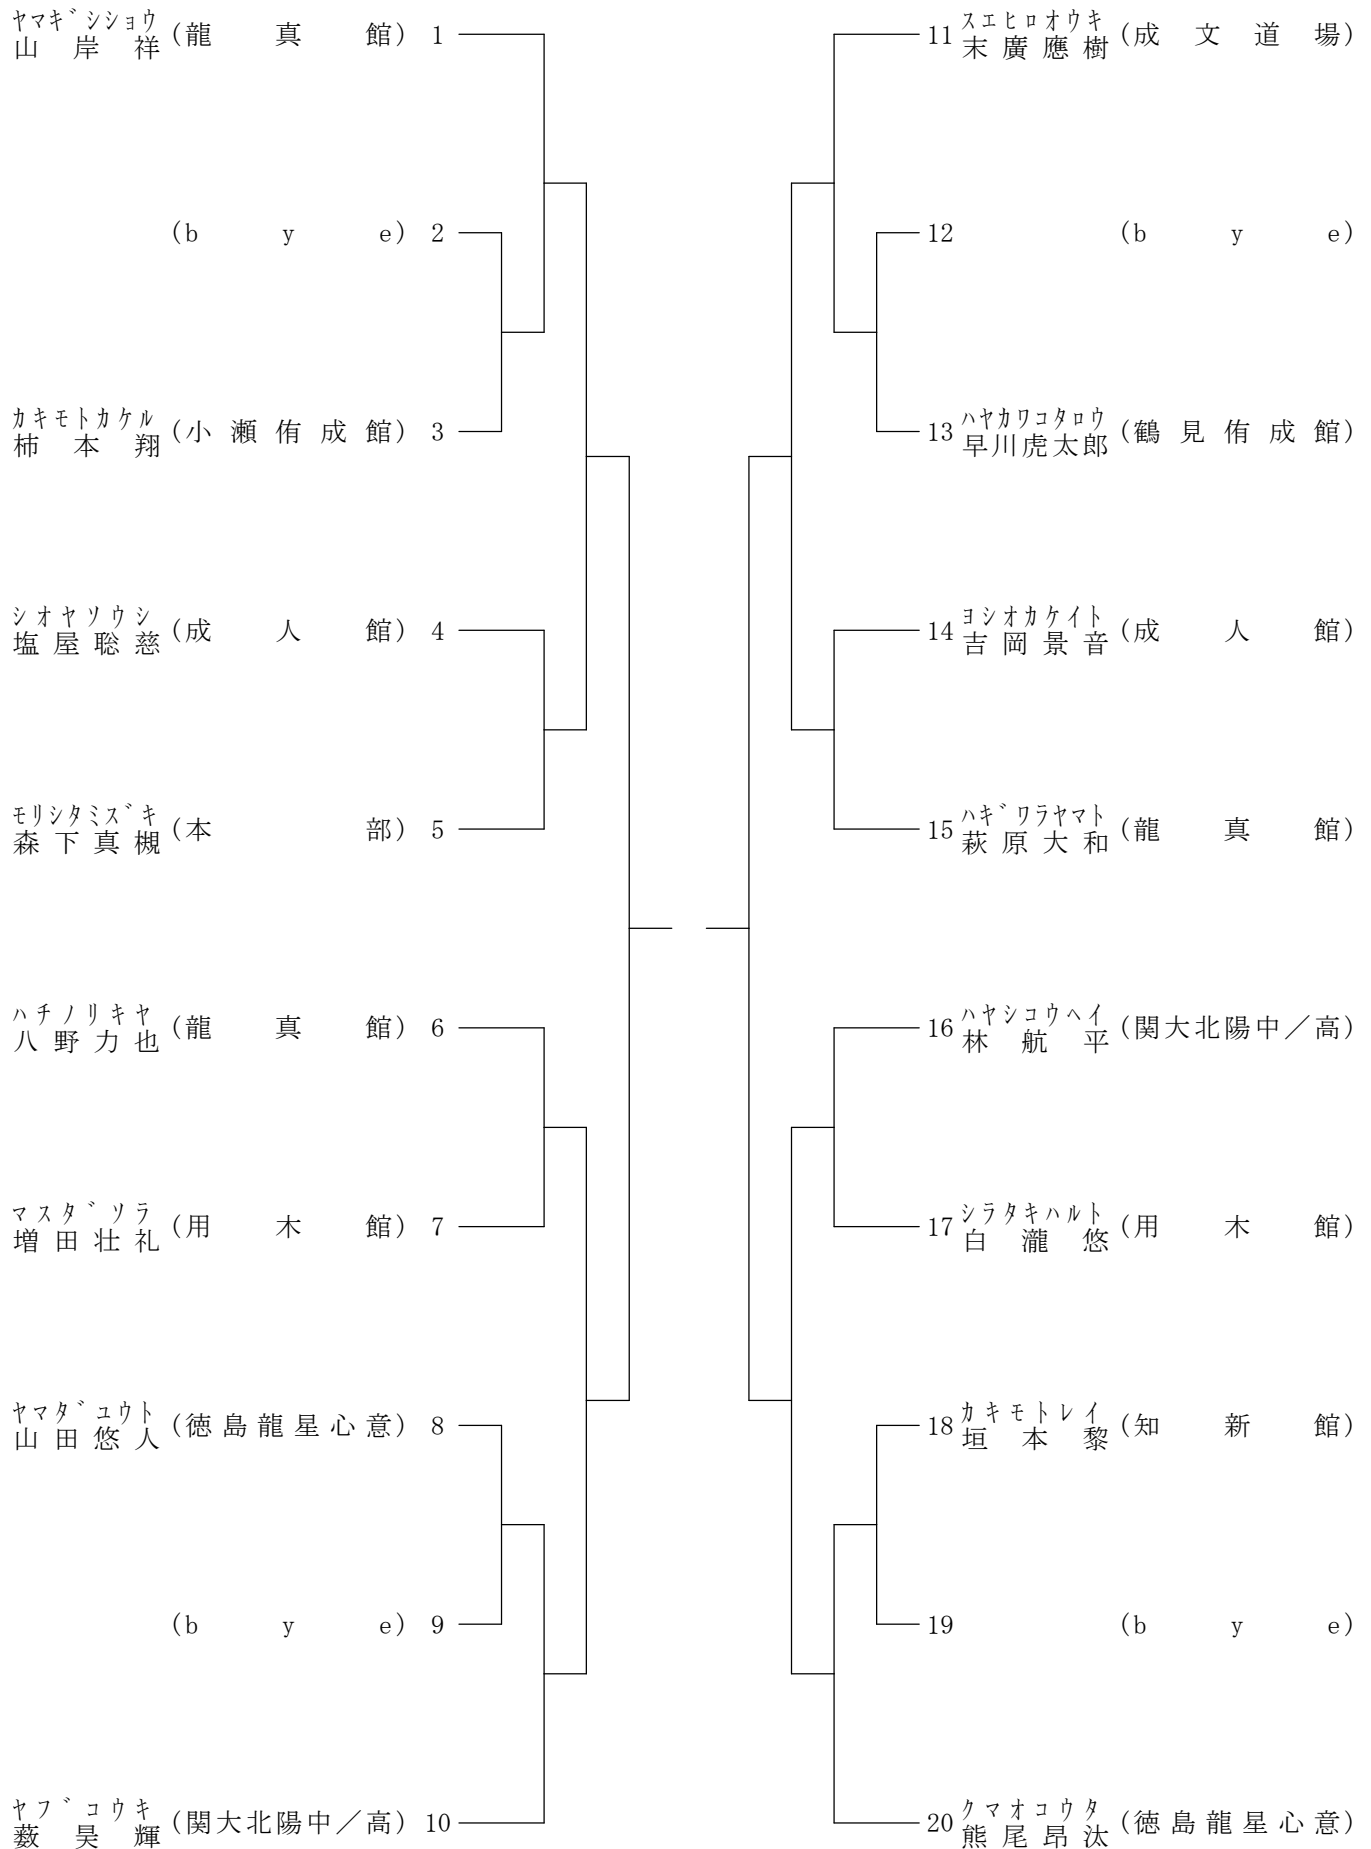 ヤマギシショウ
山岸祥 (龍真館) 1
(bye) 2
カキモトカケル
柿本翔 (小瀬侑成館) 3
シオヤソウシ
塩屋聡慈 (成人館) 4
モリシタミズキ
森下真槻 (本部) 5
ハチノリキヤ
八野力也 (龍真館) 6
マスダソラ
増田壮礼 (用木館) 7
ヤマダユウト
山田悠人 (徳島龍星心意) 8
(bye) 9
ヤブコウキ
薮昊輝 (関大北陽中／高) 10
スエヒロオウキ
11 末廣應樹 (成文道場)
12 (bye)
ハヤカワコタロウ
13 早川虎太郎 (鶴見侑成館)
ヨシオカケイト
14 吉岡景音 (成人館)
ハギワラヤマト
15 萩原大和 (龍真館)
ハヤシコウヘイ
16 林航平 (関大北陽中／高)
シラタキハルト
17 白瀧悠 (用木館)
カキモトレイ
18 垣本黎 (知新館)
19 (bye)
クマオコウタ
20 熊尾昂汰 (徳島龍星心意)